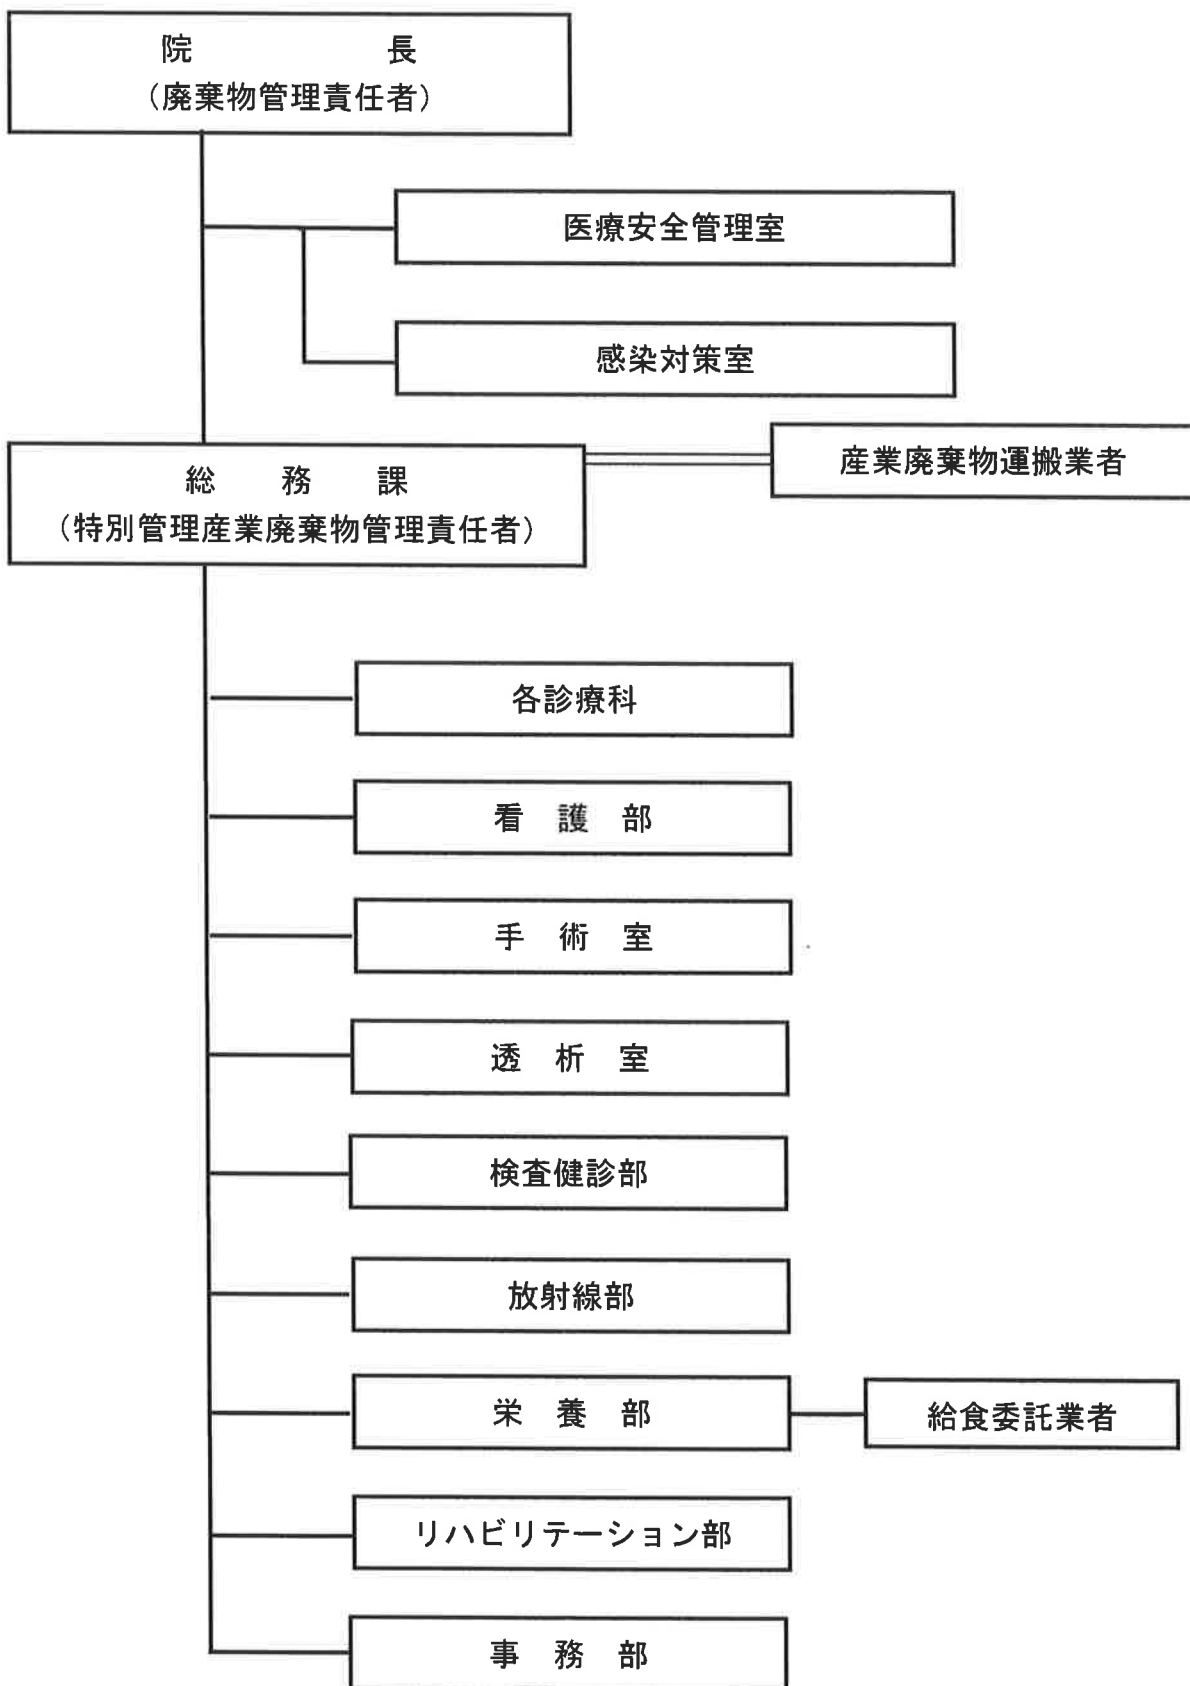 院　長
（廃棄物管理責任者）
医療安全管理室
感染対策室
総　務　課
（特別管理産業廃棄物管理責任者）
産業廃棄物運搬業者
各診療科
看　護　部
手　術　室
透　析　室
検査健診部
放射線部
栄　養　部
給食委託業者
リハビリテーション部
事　務　部